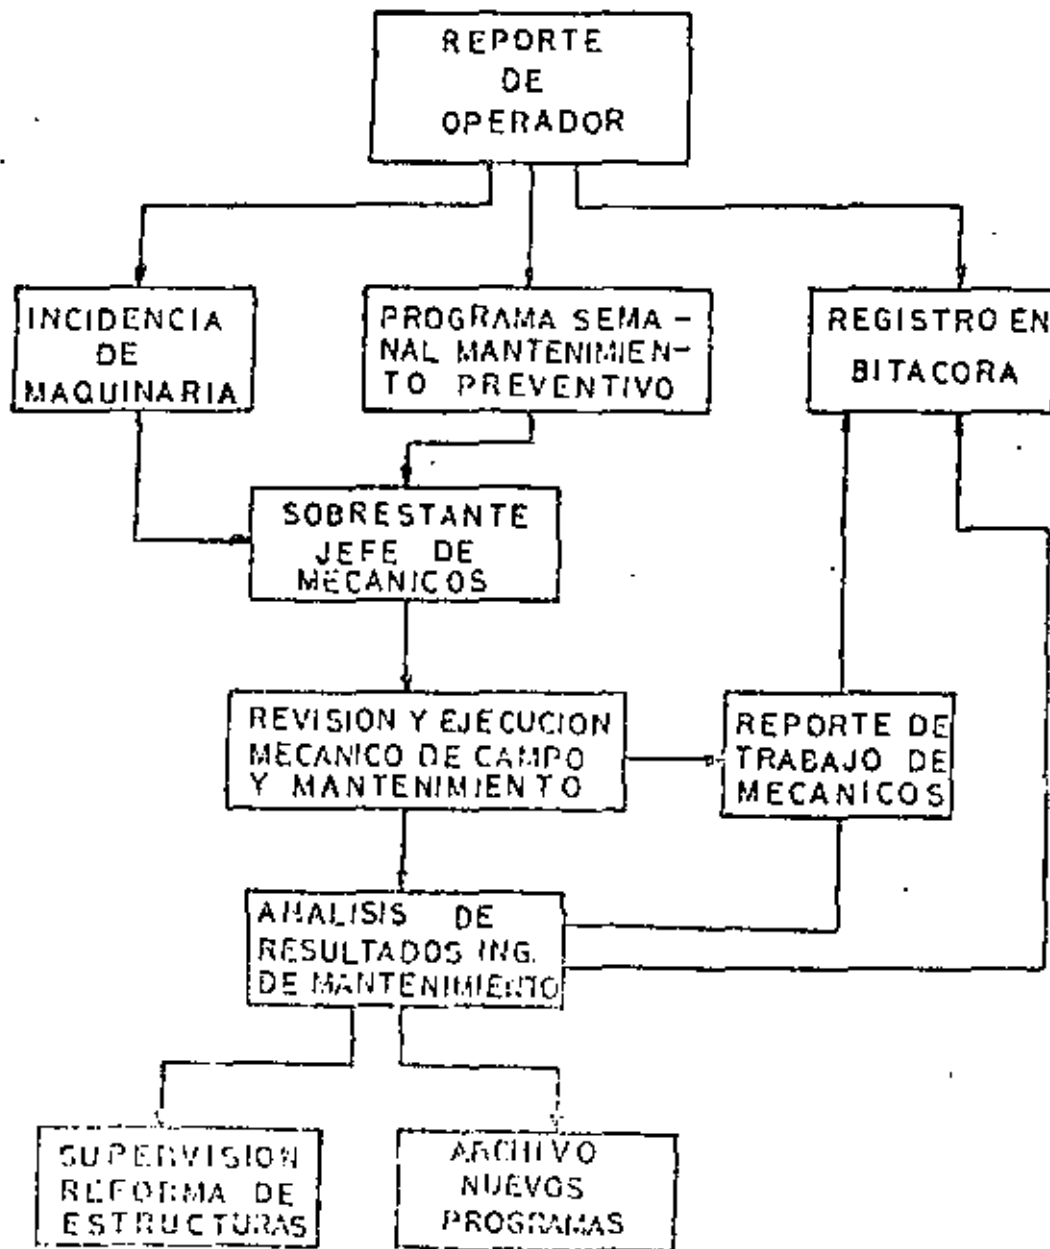 REPORTE
DE
OPERADOR
INCIDENCIA
DE
MAQUINARIA
PROGRAMA SEMA-
NAL MANTENIMIEN-
TO PREVENTIVO
REGISTRO EN
BITACORA
SOBRESTANTE
JEFE DE
MECANICOS
REVISION Y EJECUCION
MECANICO DE CAMPO
Y MANTENIMIENTO
REPORTE DE
TRABAJO DE
MECANICOS
ANALISIS DE
RESULTADOS ING.
DE MANTENIMIENTO
SUPERVISION
REFORMA DE
ESTRUCTURAS
ARCHIVO
NUEVOS
PROGRAMAS